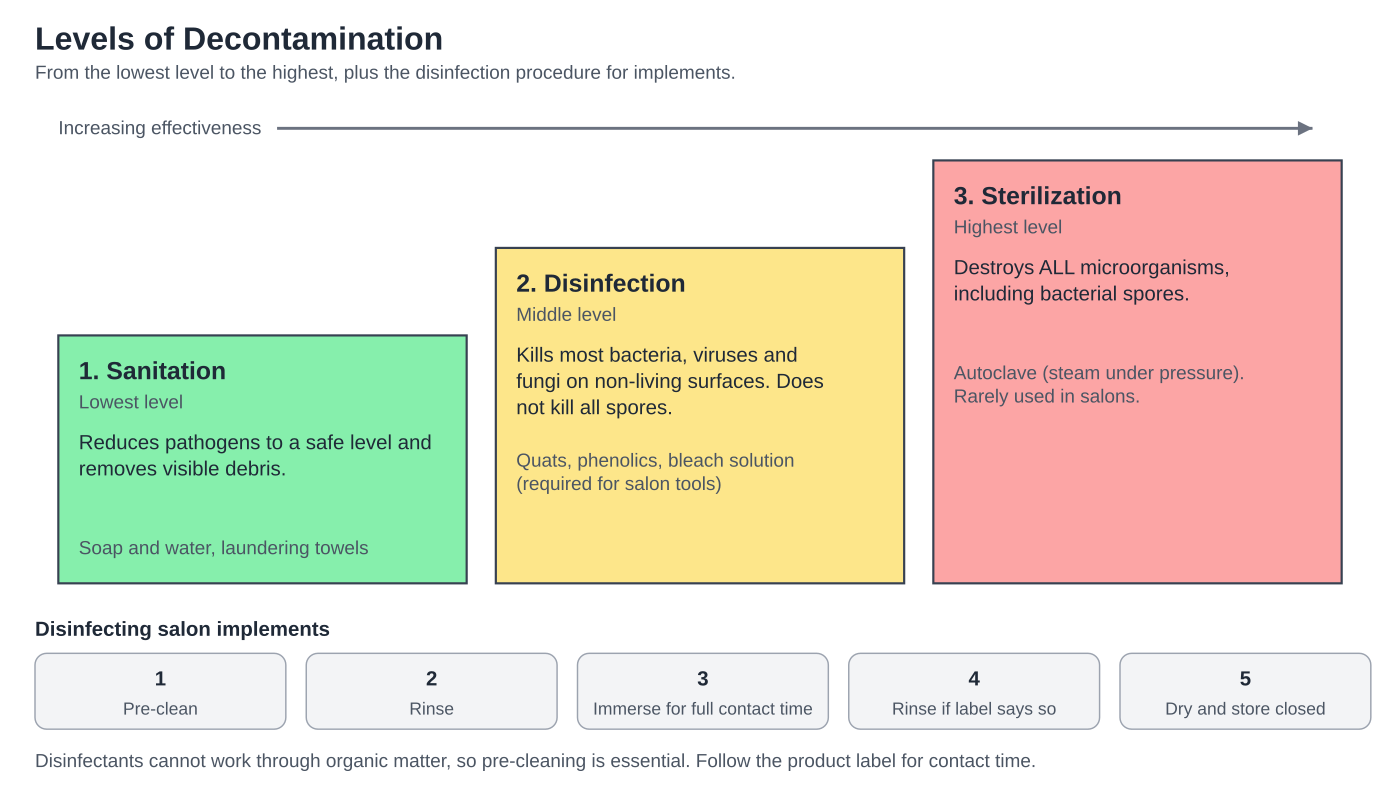 Levels of Decontamination
From the lowest level to the highest, plus the disinfection procedure for implements.
Increasing effectiveness
1. Sanitation
Lowest level
Reduces pathogens to a safe level and
removes visible debris.
Soap and water, laundering towels
2. Disinfection
Middle level
Kills most bacteria, viruses and
fungi on non-living surfaces. Does
not kill all spores.
Quats, phenolics, bleach solution
(required for salon tools)
3. Sterilization
Highest level
Destroys ALL microorganisms,
including bacterial spores.
Autoclave (steam under pressure).
Rarely used in salons.
Disinfecting salon implements
1
Pre-clean
2
Rinse
3
Immerse for full contact time
4
Rinse if label says so
5
Dry and store closed
Disinfectants cannot work through organic matter, so pre-cleaning is essential. Follow the product label for contact time.